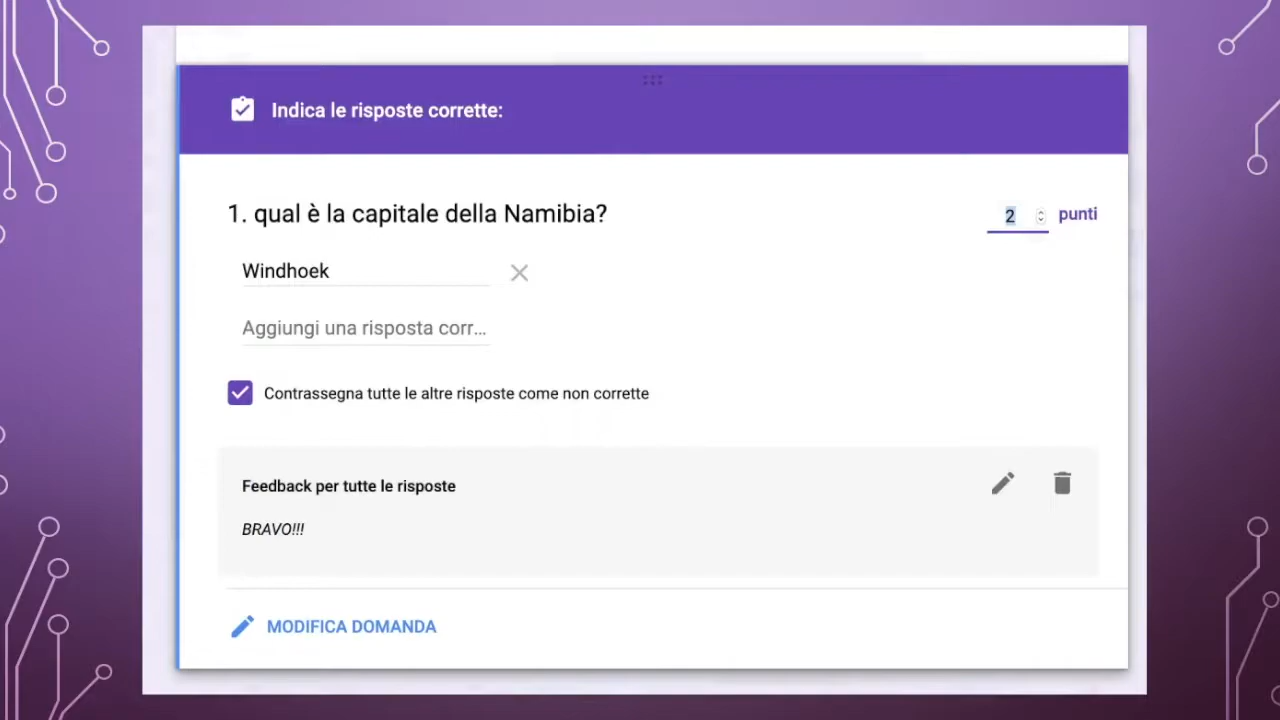 Indica le risposte corrette:
1. qual è la capitale della Namibia?
2 punti
Windhoek
Aggiungi una risposta corr...
Contrassegna tutte le altre risposte come non corrette
Feedback per tutte le risposte
BRAVO!!!
MODIFICA DOMANDA